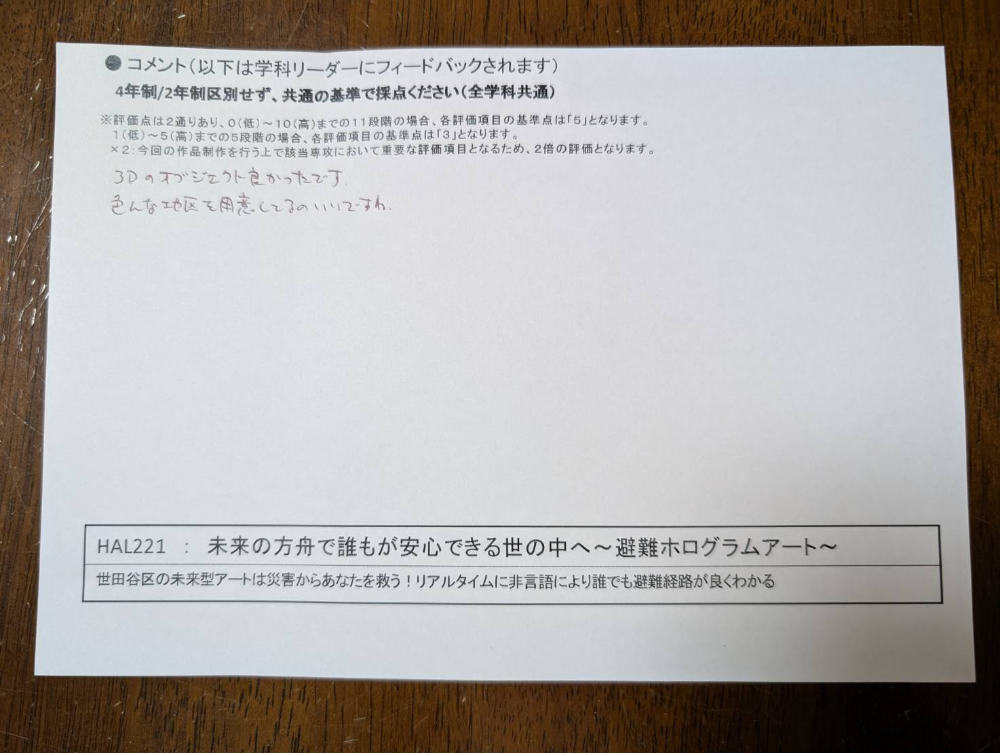 ●コメント(以下は学科リーダーにフィードバックされます)
4年制/2年制区別せず、共通の基準で採点ください(全学科共通)
※評価点は2通りあり、0(低)～10(高)までの11段階の場合、各評価項目の基準点は「5」となります。
1(低)～5(高)までの5段階の場合、各評価項目の基準点は「3」となります。
×2:今回の作品制作を行う上で該当専攻において重要な評価項目となるため、2倍の評価となります。
3Dのオブジェクト良かったです.
色んな地区を用意してるのいいですね.
HAL221 : 未来の方舟で誰もが安心できる世の中へ～避難ホログラムアート～
世田谷区の未来型アートは災害からあなたを救う!リアルタイムに非言語により誰でも避難経路が良くわかる